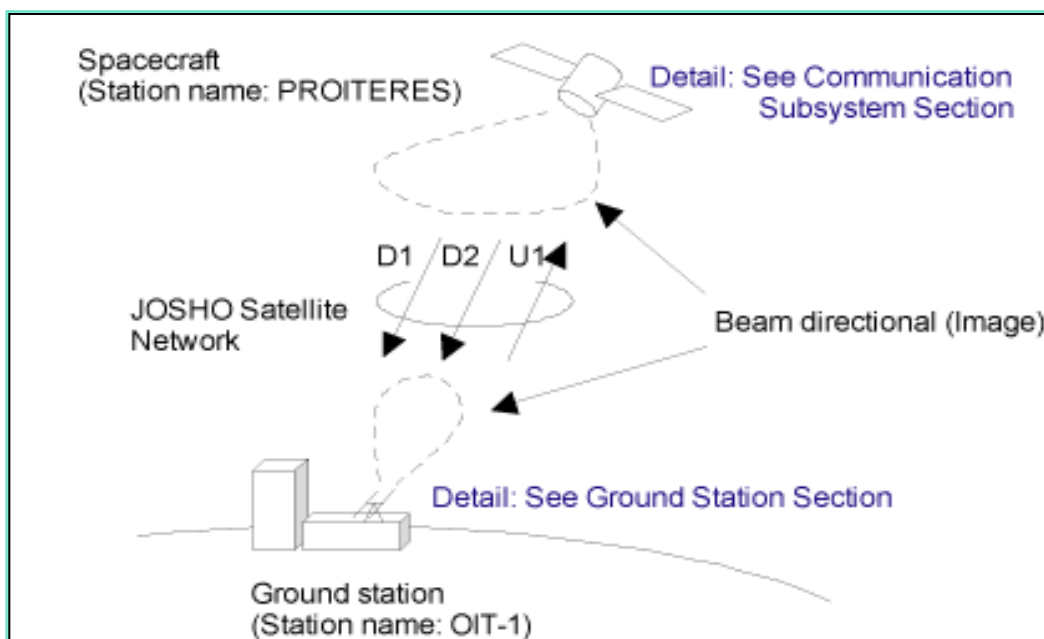 Spacecraft
(Station name: PROITERES)
Detail: See Communication
Subsystem Section
D1 D2 U1
JOSHO Satellite
Network
Beam directional (Image)
Detail: See Ground Station Section
Ground station
(Station name: OIT-1)